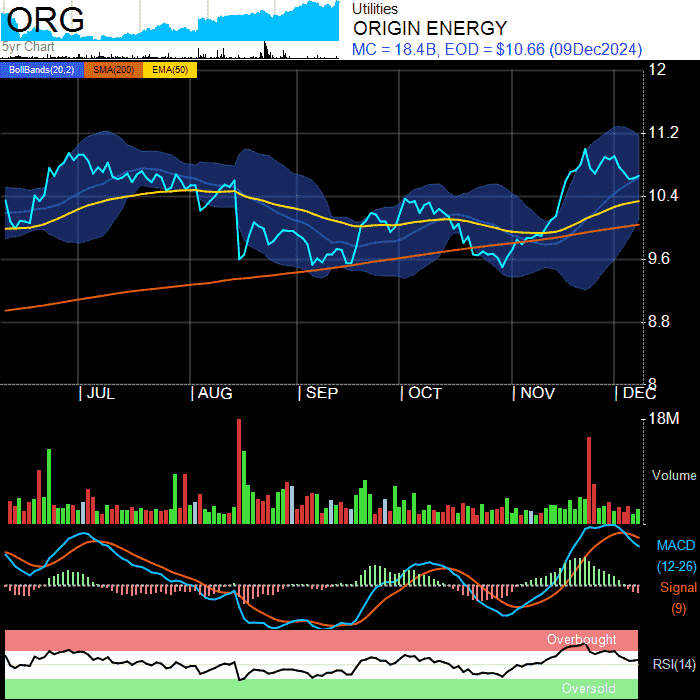 ORG
5yr Chart
Utilities
ORIGIN ENERGY
MC = 18.4B, EOD = $10.66 (09Dec2024)
BollBands(20,2) SMA(200) EMA(50)
12
11.2
10.4
9.6
8.8
8
JUL AUG SEP OCT NOV DEC
18M
Volume
MACD
(12-26)
Signal
(9)
Overbought
RSI(14)
Oversold